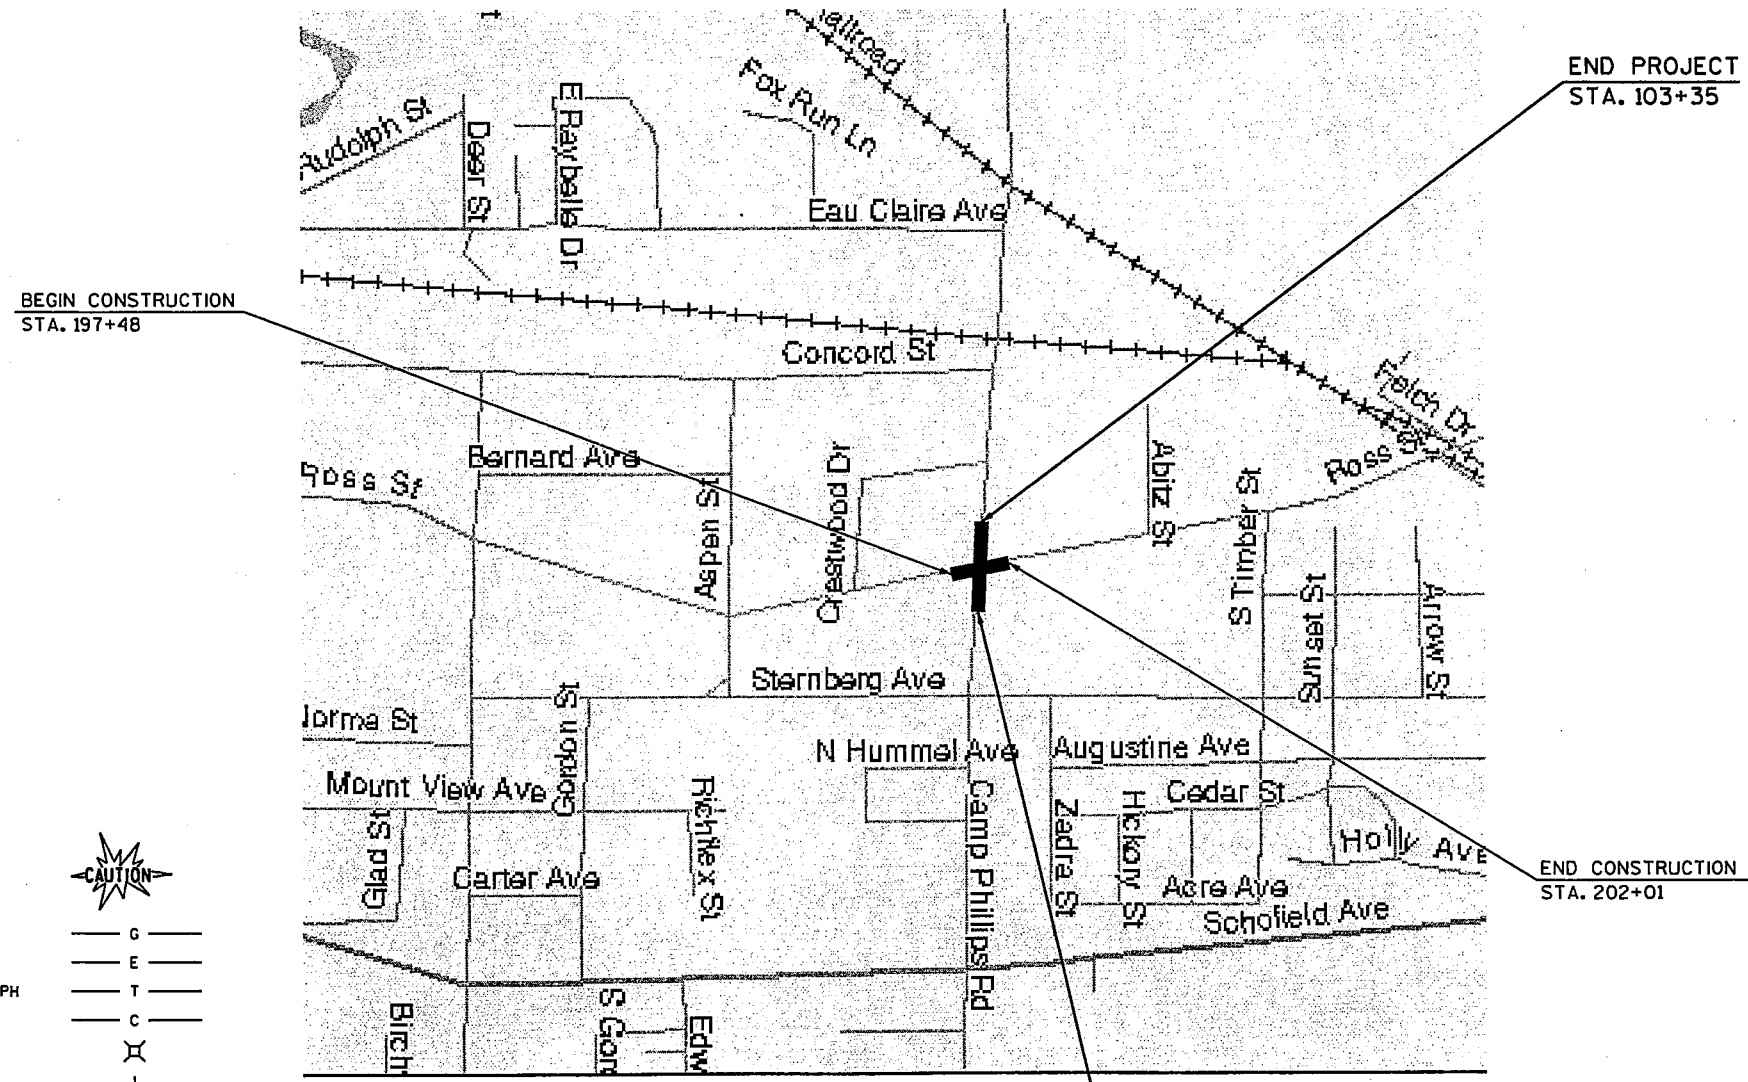 Railroad
END PROJECT
STA. 103+35
Fox Run Ln
Rudolph St
Deer St
E Raybelle Dr
Eau Claire Ave
BEGIN CONSTRUCTION
STA. 197+48
Concord St
Felch Dr
Bernard Ave
Ross St
Ross St
Aspen St
Crestwood Dr
Abitz St
S Timber St
Sunset St
Arrow St
Sternberg Ave
Norma St
Gordon St
N Hummel Ave
Augustine Ave
Mount View Ave
Richflex St
Camp Phillips Rd
Zadra St
Hickory St
Cedar St
Holly Ave
Glad St
Carter Ave
Acre Ave
Schofield Ave
END CONSTRUCTION
STA. 202+01
CAUTION
G
E
PH
T
C
Birch
S Gor
Edw